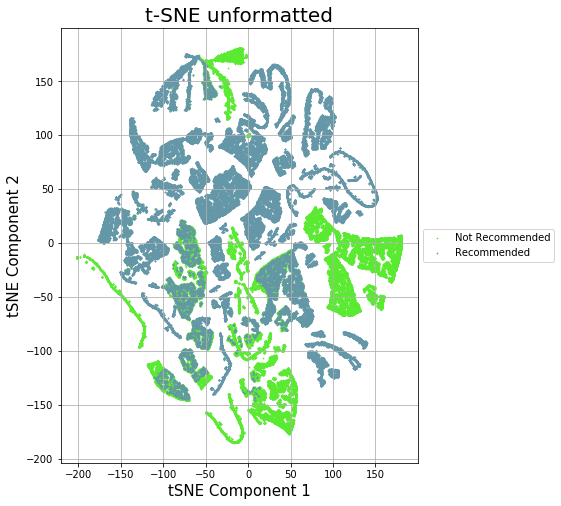 t-SNE unformatted
tSNE Component 2
150
100
50
0
−50
−100
−150
−200
−200 −150 −100 −50 0 50 100 150
tSNE Component 1
Not Recommended
Recommended